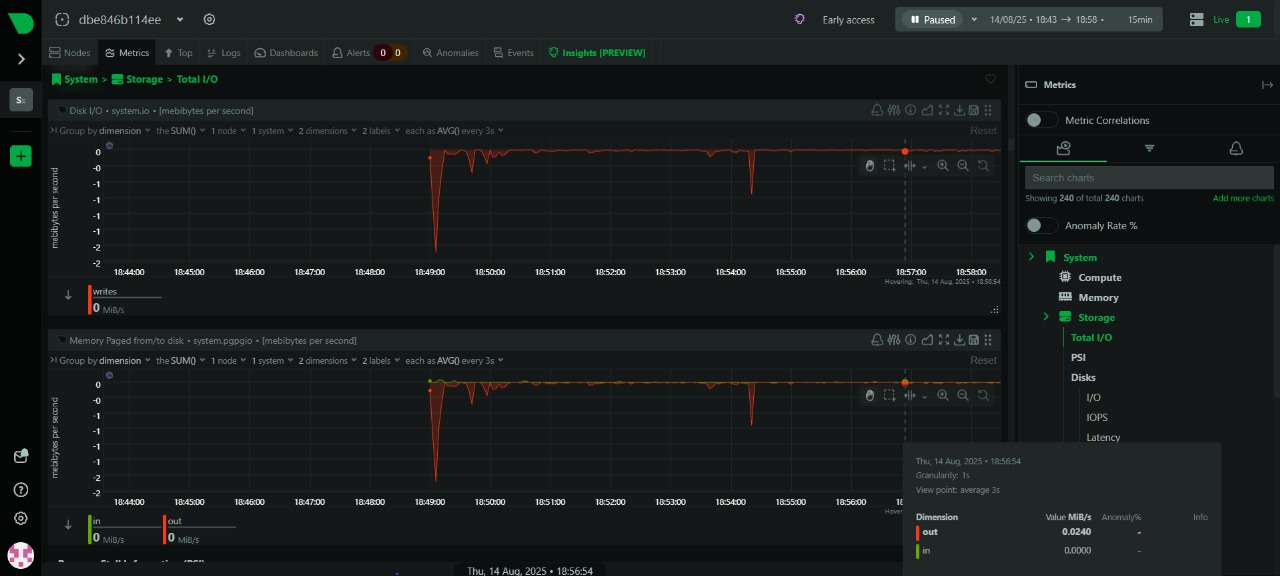 dbe846b114ee
Early access
Paused
14/08/25 • 18:43 → 18:58 • 15min
Live 1
Nodes Metrics Top Logs Dashboards Alerts 0 0 Anomalies Events Insights [PREVIEW]
Ss
System > Storage > Total I/O
Disk I/O • system.io • [mebibytes per second]
Group by dimension the SUM() 1 node 1 system 2 dimensions 2 labels each as AVG() every 3s Reset
mebibytes per second
0
-0
-1
-1
-1
-2
-2
18:44:00 18:45:00 18:46:00 18:47:00 18:48:00 18:49:00 18:50:00 18:51:00 18:52:00 18:53:00 18:54:00 18:55:00 18:56:00 18:57:00 18:58:00
Hovering: Thu, 14 Aug, 2025 • 18:56:54
writes
0 MiB/s
Memory Paged from/to disk • system.pgpgio • [mebibytes per second]
Group by dimension the SUM() 1 node 1 system 2 dimensions 2 labels each as AVG() every 3s Reset
mebibytes per second
0
-0
-1
-1
-1
-1
-2
-2
18:44:00 18:45:00 18:46:00 18:47:00 18:48:00 18:49:00 18:50:00 18:51:00 18:52:00 18:53:00 18:54:00 18:55:00 18:56:00
in
0 MiB/s
out
0 MiB/s
Thu, 14 Aug, 2025 • 18:56:54
Metrics
Metric Correlations
Search charts
Showing 240 of total 240 charts Add more charts
Anomaly Rate %
System
Compute
Memory
Storage
Total I/O
PSI
Disks
I/O
IOPS
Latency
Thu, 14 Aug, 2025 • 18:56:54
Granularity: 1s
View point: average 3s
Dimension Value MiB/s Anomaly% Info
out 0.0240 -
in 0.0000 -